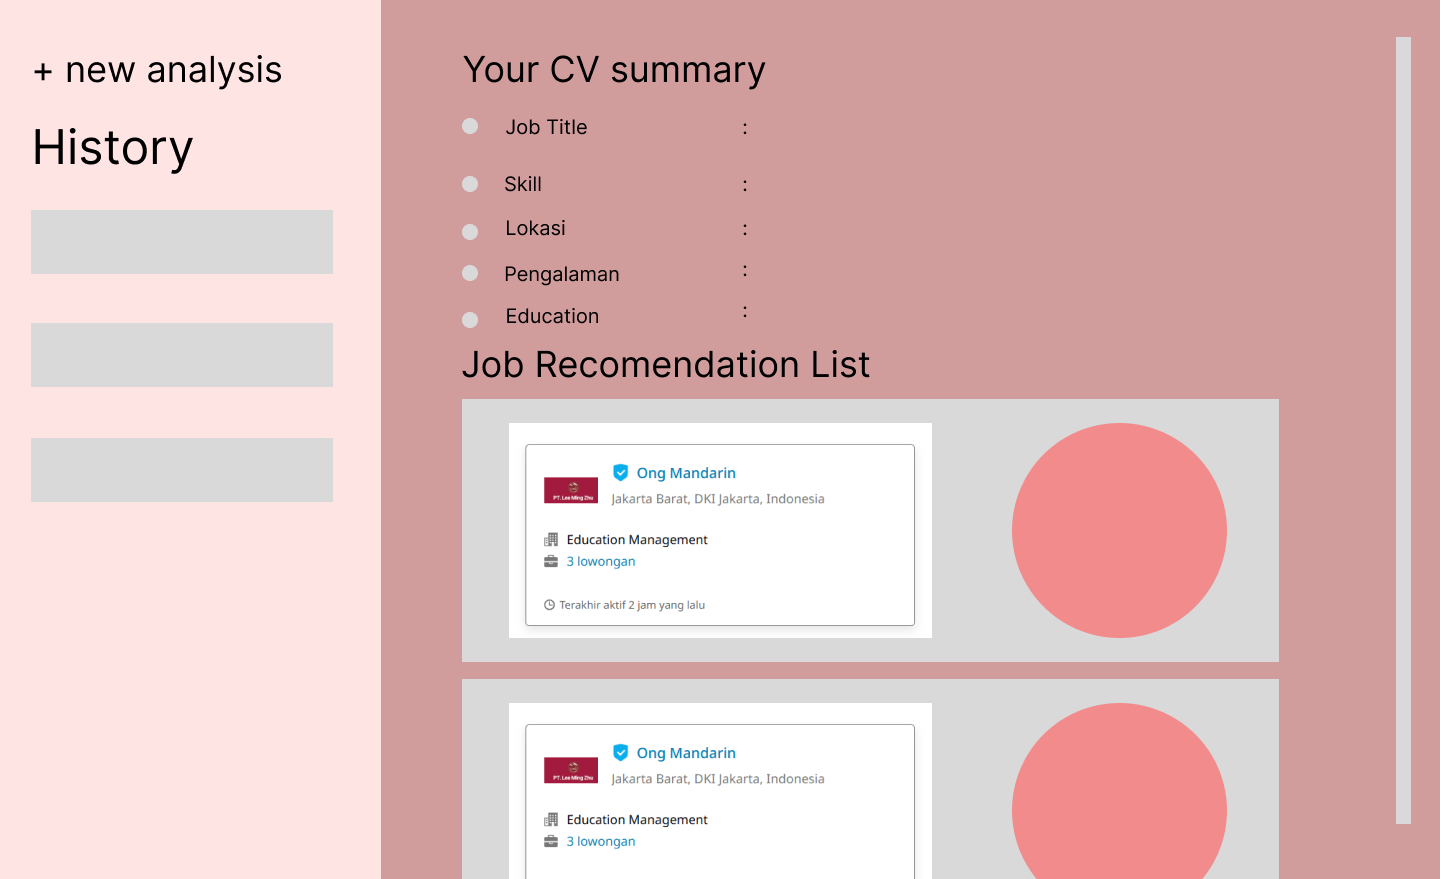 + new analysis
History
Your CV summary
Job Title :
Skill :
Lokasi :
Pengalaman :
Education :
Job Recomendation List
Ong Mandarin
PT. Lee Ming Zhu
Jakarta Barat, DKI Jakarta, Indonesia
Education Management
3 lowongan
Terakhir aktif 2 jam yang lalu
Ong Mandarin
PT. Lee Ming Zhu
Jakarta Barat, DKI Jakarta, Indonesia
Education Management
3 lowongan